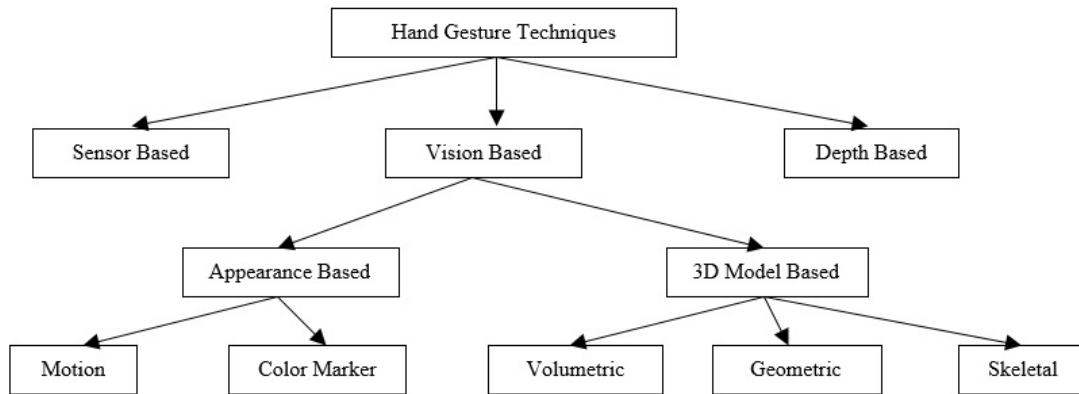 Hand Gesture Techniques
Sensor Based
Vision Based
Depth Based
Appearance Based
3D Model Based
Motion
Color Marker
Volumetric
Geometric
Skeletal